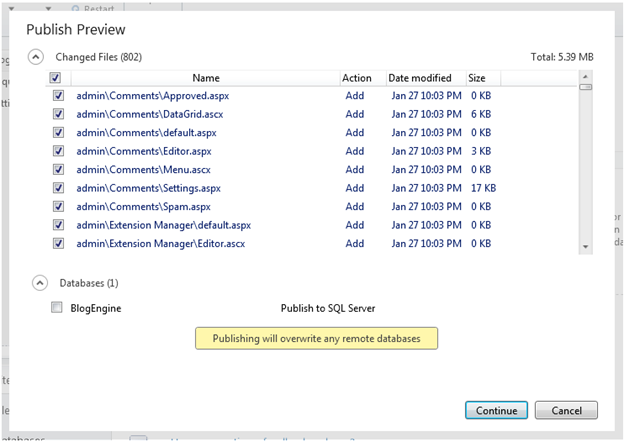 Restart
Publish Preview
Changed Files (802) Total: 5.39 MB
Name Action Date modified Size
admin\Comments\Approved.aspx Add Jan 27 10:03 PM 0 KB
admin\Comments\DataGrid.ascx Add Jan 27 10:03 PM 6 KB
admin\Comments\default.aspx Add Jan 27 10:03 PM 0 KB
admin\Comments\Editor.aspx Add Jan 27 10:03 PM 3 KB
admin\Comments\Menu.ascx Add Jan 27 10:03 PM 0 KB
admin\Comments\Settings.aspx Add Jan 27 10:03 PM 17 KB
admin\Comments\Spam.aspx Add Jan 27 10:03 PM 0 KB
admin\Extension Manager\default.aspx Add Jan 27 10:03 PM 0 KB
admin\Extension Manager\Editor.ascx Add Jan 27 10:03 PM 0 KB
Databases (1)
BlogEngine Publish to SQL Server
Publishing will overwrite any remote databases
Continue Cancel